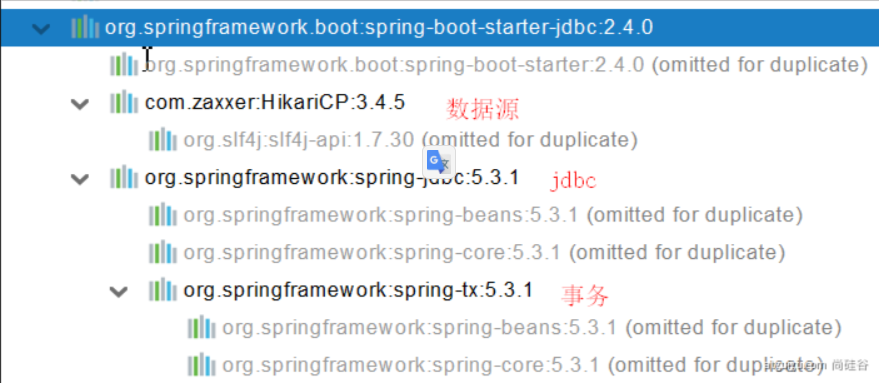 org.springframework.boot:spring-boot-starter-jdbc:2.4.0
org.springframework.boot:spring-boot-starter:2.4.0 (omitted for duplicate)
com.zaxxer:HikariCP:3.4.5 数据源
org.slf4j:slf4j-api:1.7.30 (omitted for duplicate)
org.springframework:spring-jdbc:5.3.1 jdbc
org.springframework:spring-beans:5.3.1 (omitted for duplicate)
org.springframework:spring-core:5.3.1 (omitted for duplicate)
org.springframework:spring-tx:5.3.1 事务
org.springframework:spring-beans:5.3.1 (omitted for duplicate)
org.springframework:spring-core:5.3.1 (omitted for duplicate)
尚硅谷